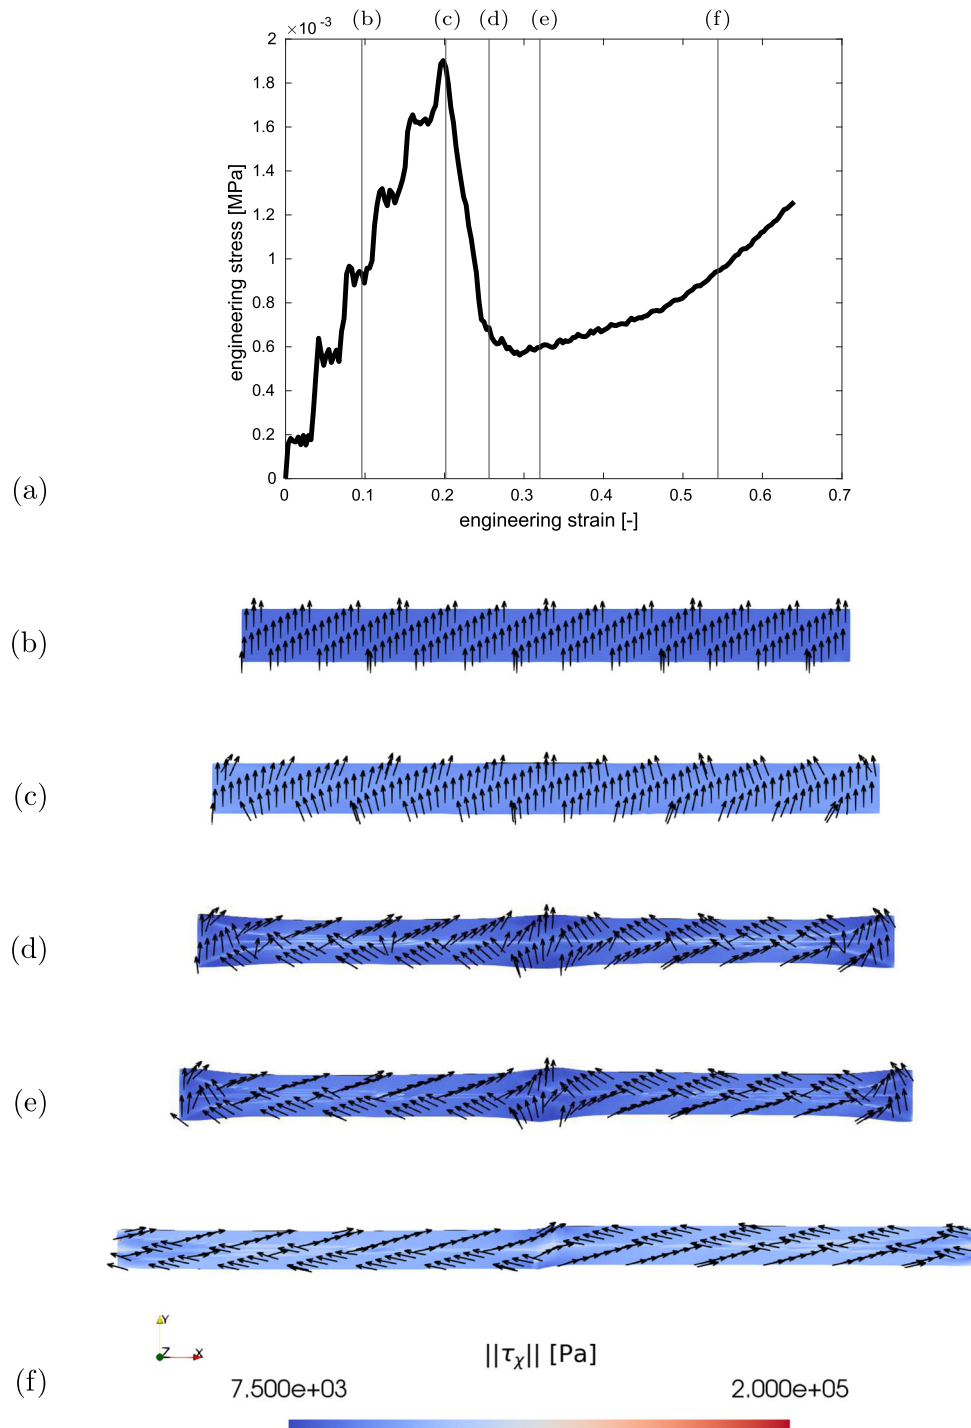 (b) (c) (d) (e) (f)
×10⁻³
2
1.8
1.6
1.4
1.2
1
0.8
0.6
0.4
0.2
0
engineering stress [MPa]
0 0.1 0.2 0.3 0.4 0.5 0.6 0.7
engineering strain [-]
(a)
(b)
(c)
(d)
(e)
Y
Z X
||τχ|| [Pa]
(f)
7.500e+03 2.000e+05